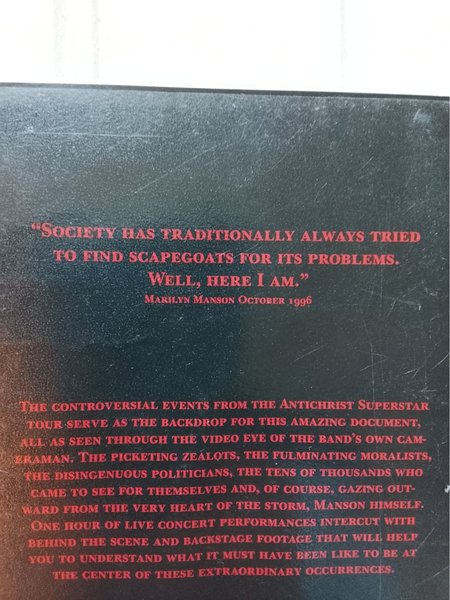 “Society has traditionally always tried
to find scapegoats for its problems.
Well, here I am.”
Marilyn Manson October 1996
The controversial events from the Antichrist Superstar
tour serve as the backdrop for this amazing document,
all as seen through the video eye of the band's own cam-
eraman. The picketing zealots, the fulminating moralists,
the disingenuous politicians, the tens of thousands who
came to see for themselves and, of course, gazing out-
ward from the very heart of the storm, Manson himself.
One hour of live concert performances intercut with
behind the scene and backstage footage that will help
you to understand what it must have been like to be at
the center of these extraordinary occurrences.